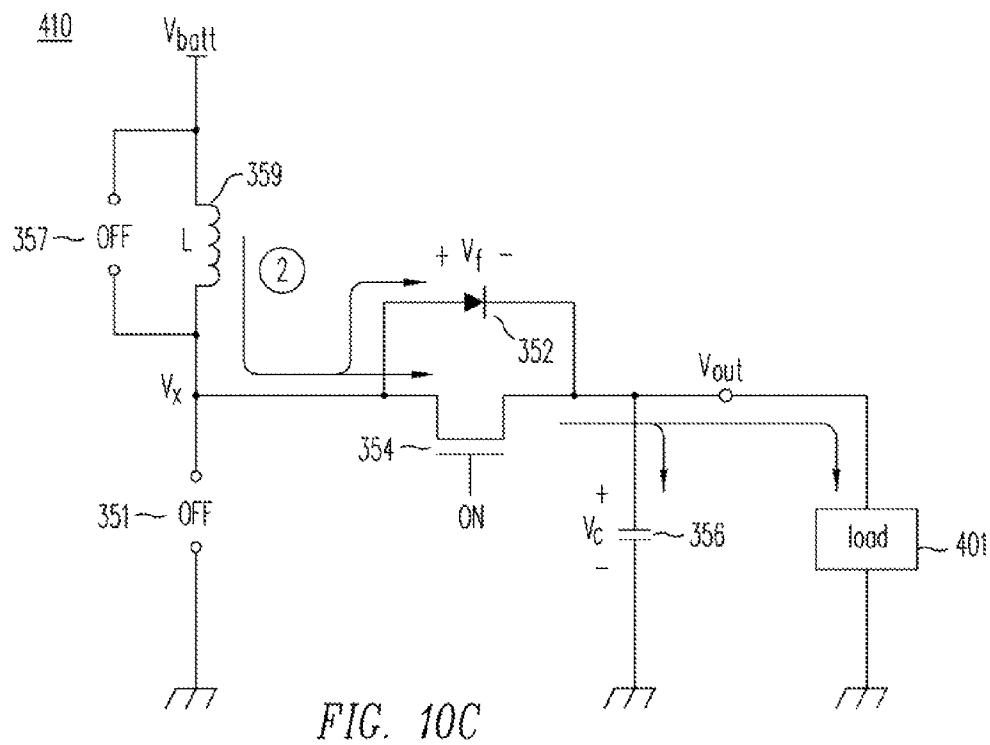 410
Vbatt
359
357 OFF
L
2
+ Vf -
352
Vx
Vout
354
351 OFF
ON
+
Vc
-
356
load
401
FIG. 10C